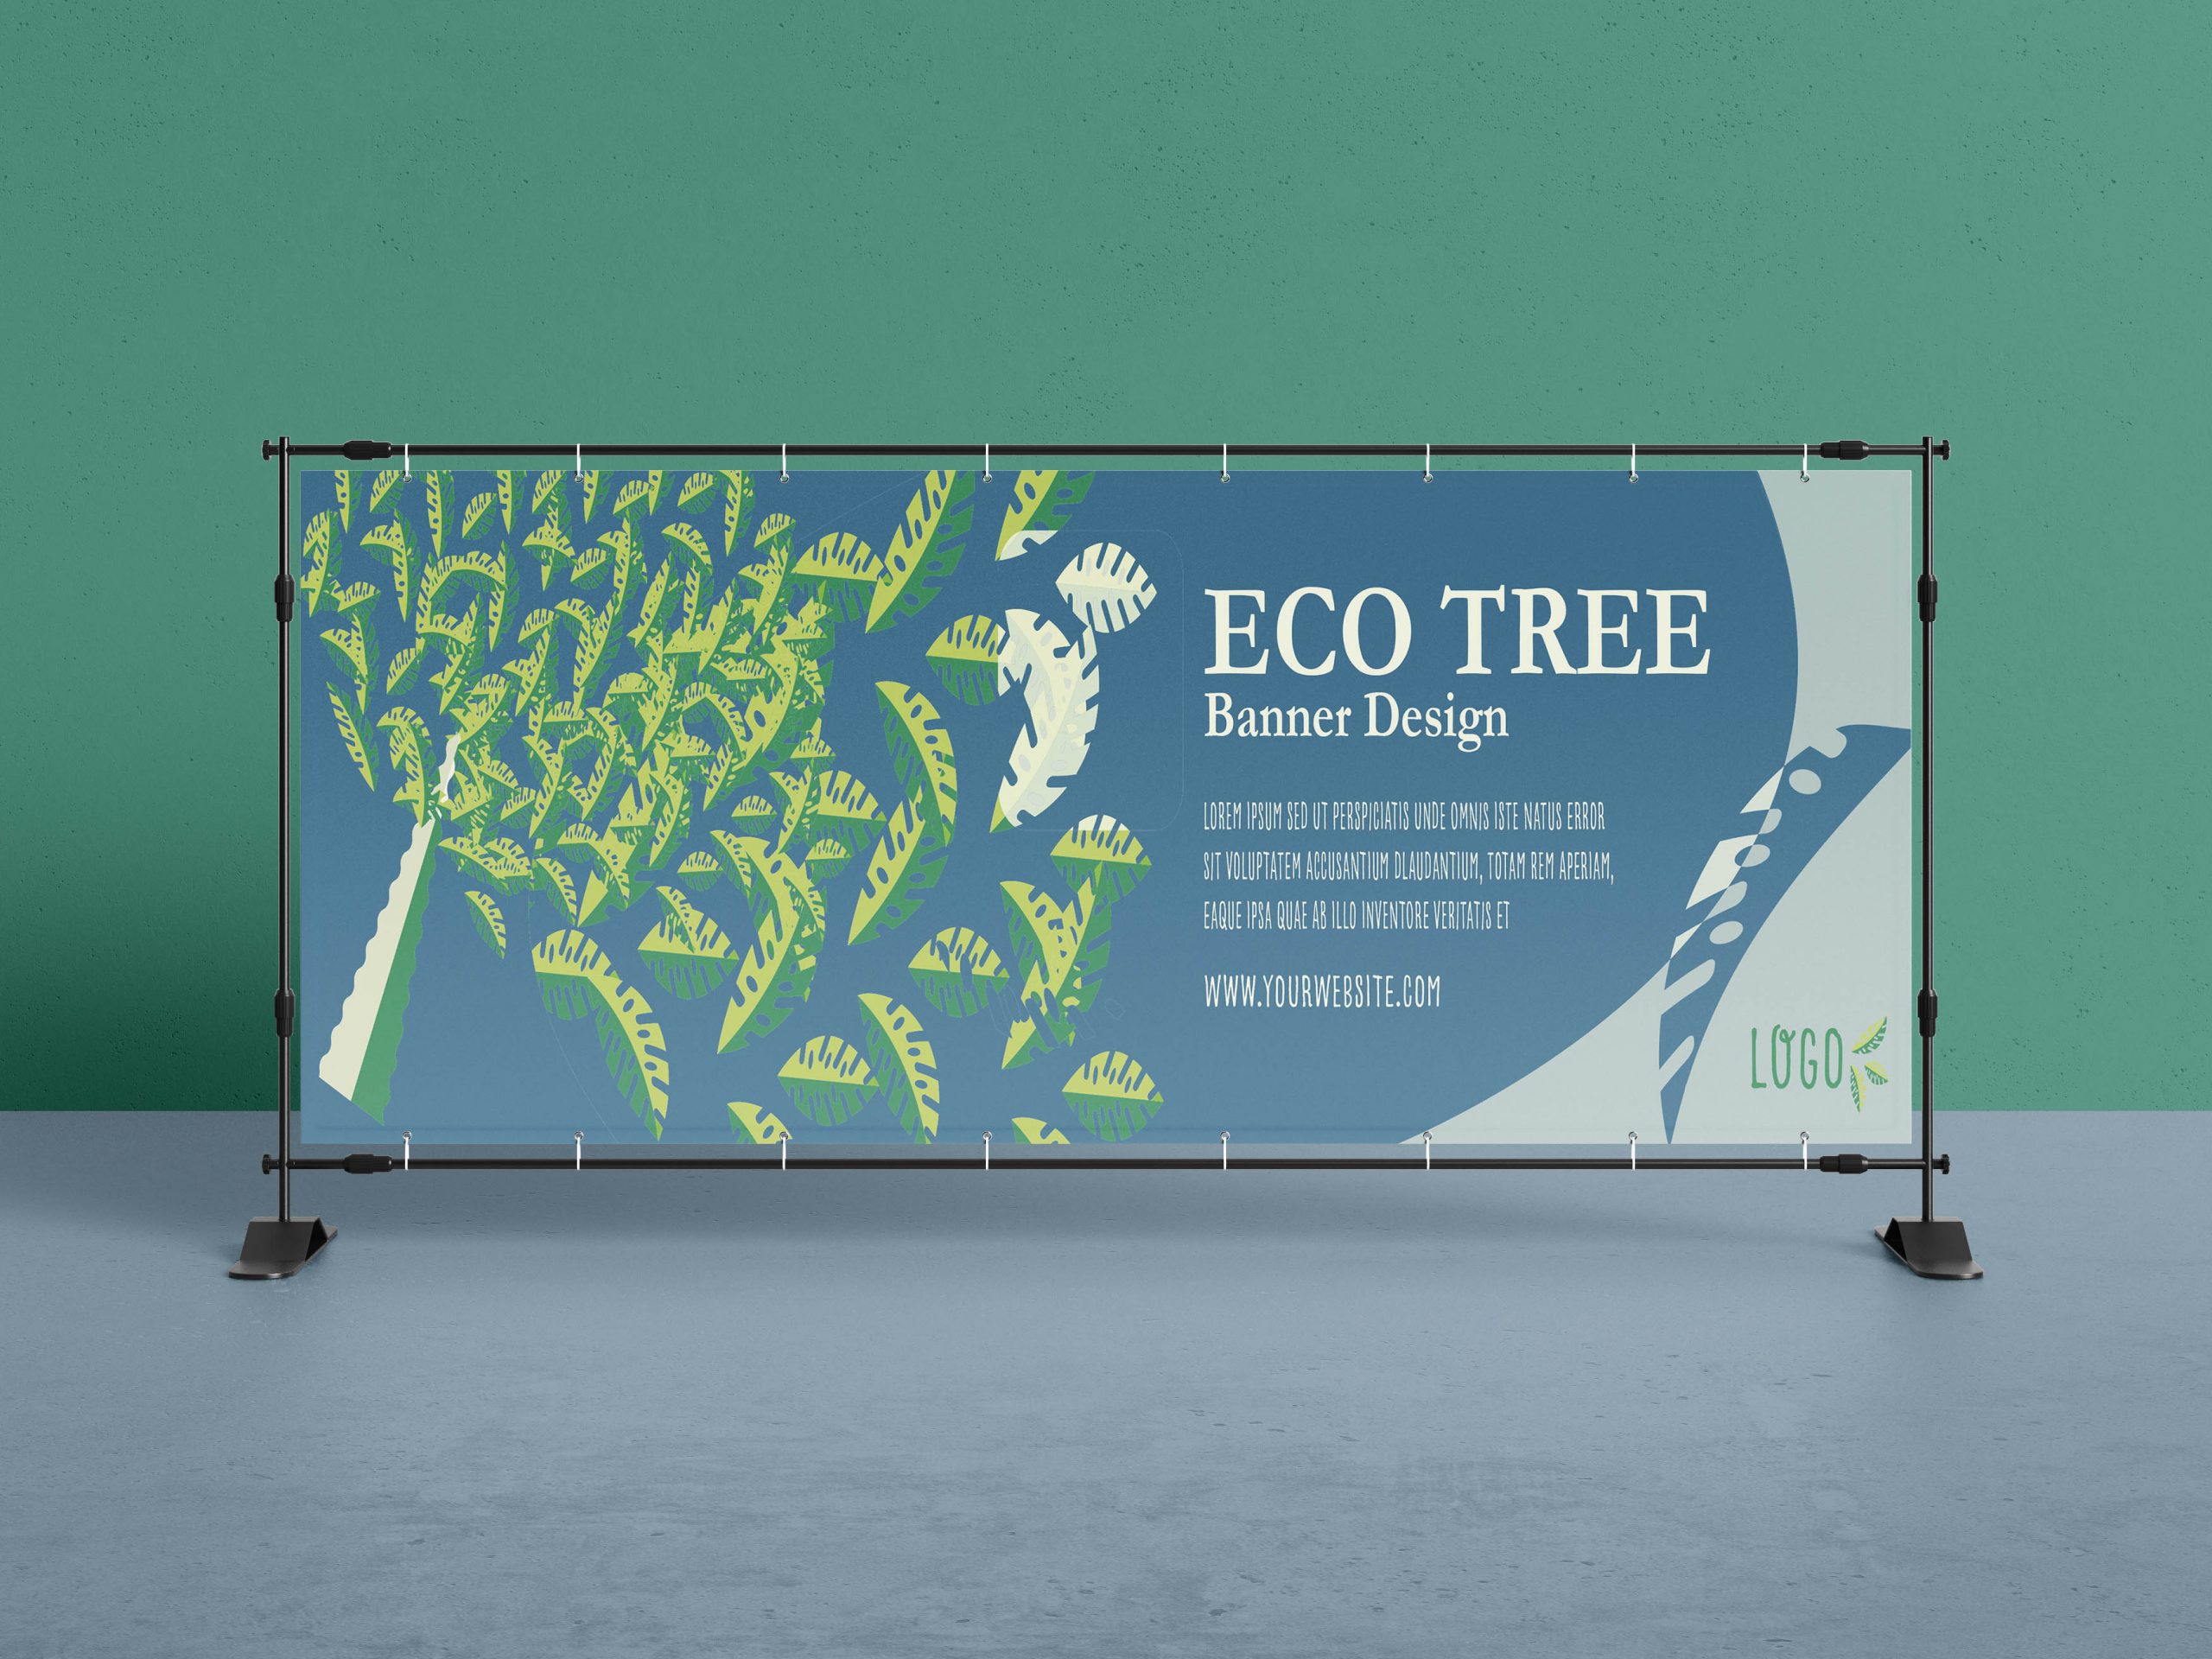 ECO TREE
Banner Design
LOREM IPSUM SED UT PERSPICIATIS UNDE OMNIS ISTE NATUS ERROR
SIT VOLUPTATEM ACCUSANTIUM DLAUDANTIUM, TOTAM REM APERIAM,
EAQUE IPSA QUAE AB ILLO INVENTORE VERITATIS ET
WWW.YOURWEBSITE.COM
LOGO